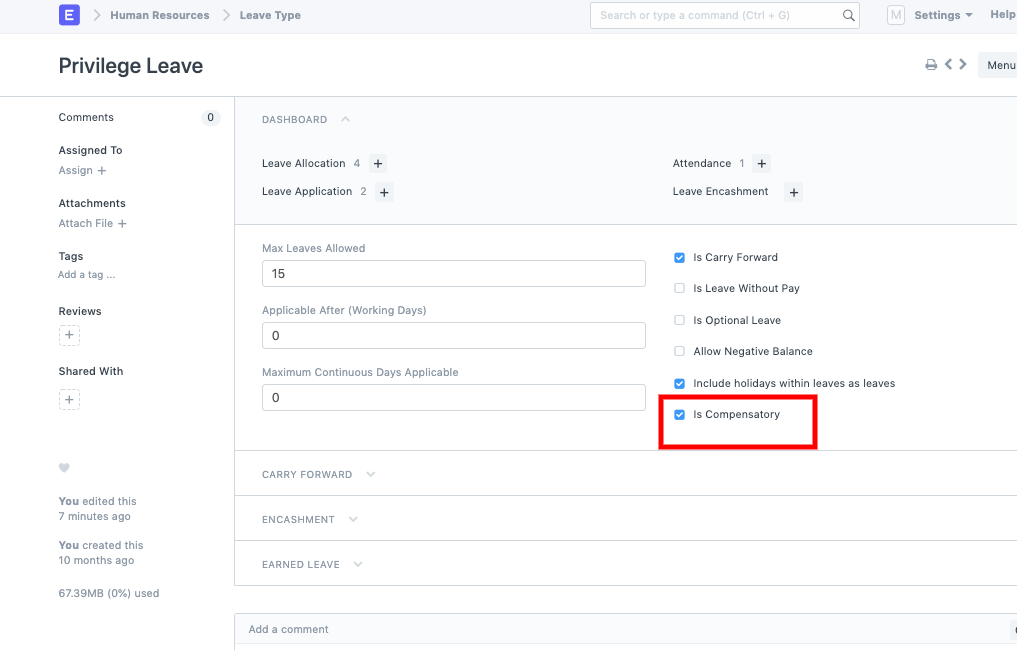 E Human Resources Leave Type Search or type a command (Ctrl + G) M Settings Help
Privilege Leave Menu
Comments 0
Assigned To
Assign +
Attachments
Attach File +
Tags
Add a tag ...
Reviews
+
Shared With
+
You edited this
7 minutes ago
You created this
10 months ago
67.39MB (0%) used
DASHBOARD
Leave Allocation 4 +
Leave Application 2 +
Attendance 1 +
Leave Encashment +
Max Leaves Allowed
15
Applicable After (Working Days)
0
Maximum Continuous Days Applicable
0
Is Carry Forward
Is Leave Without Pay
Is Optional Leave
Allow Negative Balance
Include holidays within leaves as leaves
Is Compensatory
CARRY FORWARD
ENCASHMENT
EARNED LEAVE
Add a comment